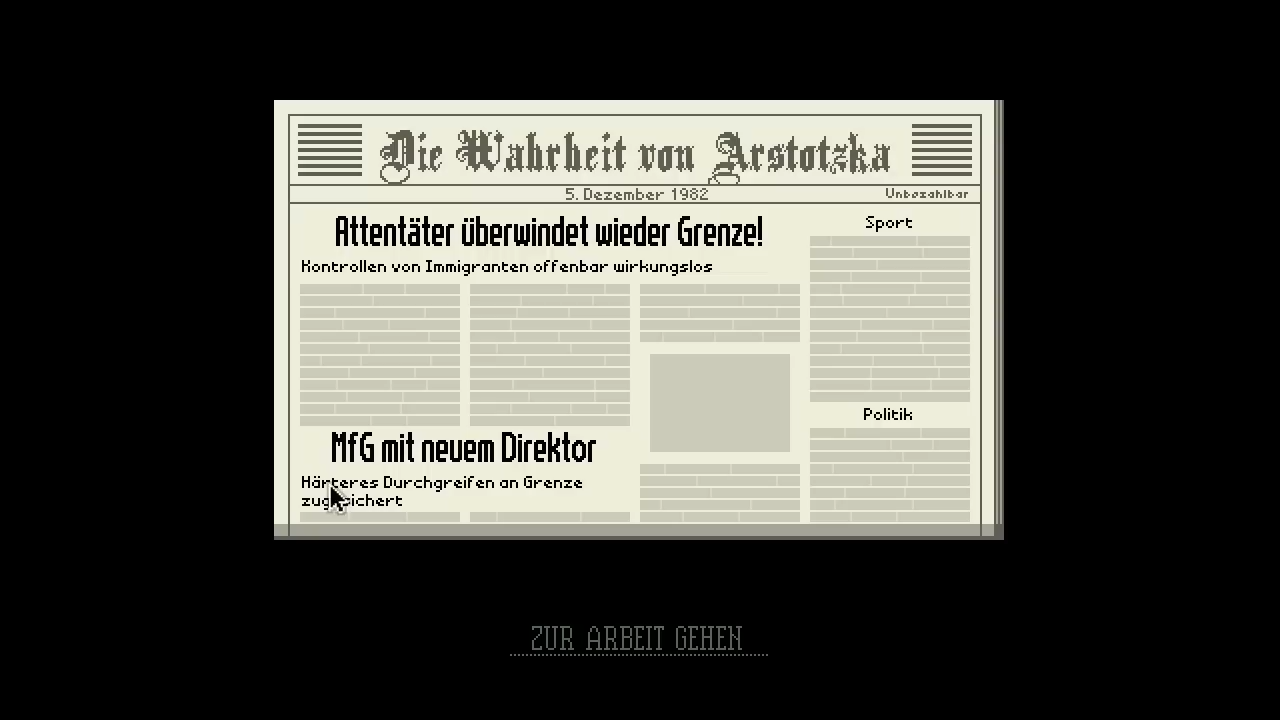 Die Wahrheit von Arstotzka
5. Dezember 1982
Unbezahlbar
Attentäter überwindet wieder Grenze!
Kontrollen von Immigranten offenbar wirkungslos
MfG mit neuem Direktor
Härteres Durchgreifen an Grenze
zugesichert
Sport
Politik
ZUR ARBEIT GEHEN